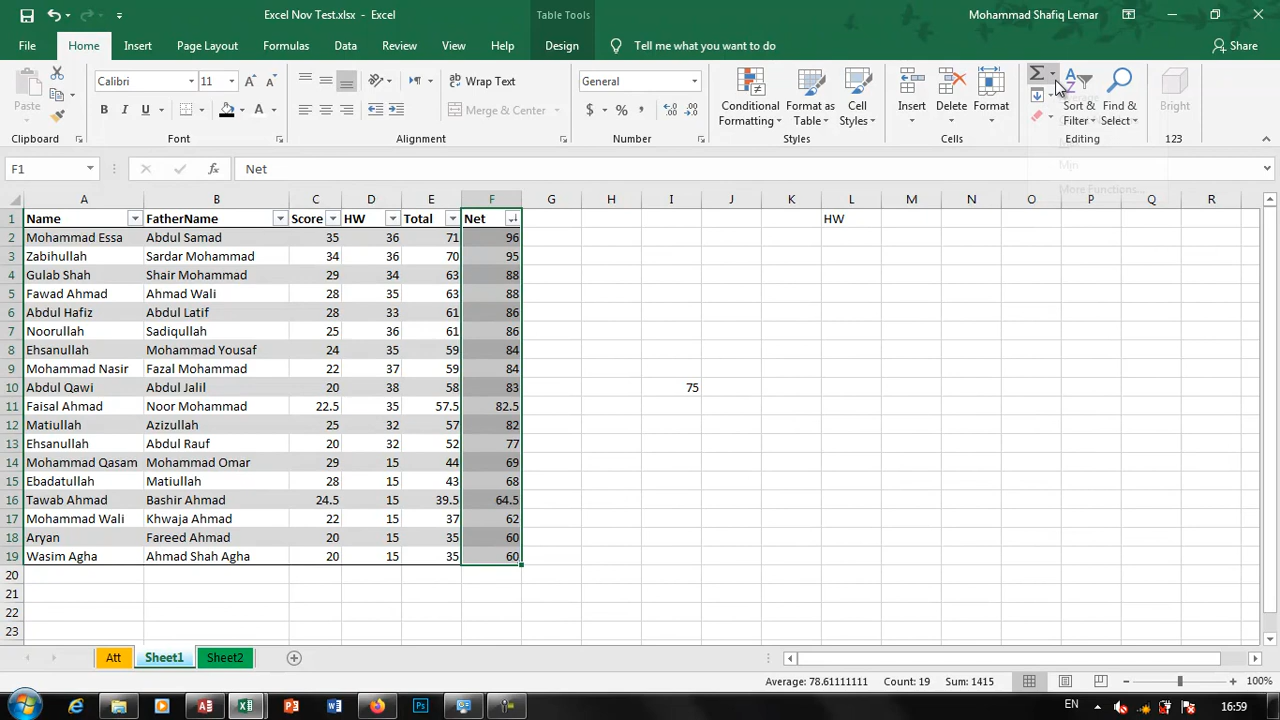 Excel Nov Test.xlsx - Excel
Table Tools
Mohammad Shafiq Lemar
File Home Insert Page Layout Formulas Data Review View Help Design Tell me what you want to do Share
Calibri 11 Wrap Text General
Paste B I U A Merge & Center $ % , Conditional Formatting Format as Table Cell Styles Insert Delete Format Sort & Filter Find & Select Bright
Clipboard Font Alignment Number Styles Cells Editing 123
Min
More Functions...
F1 fx Net
A B C D E F G H I J K L M N O P Q R
1 Name FatherName Score HW Total Net HW
2 Mohammad Essa Abdul Samad 35 36 71 96
3 Zabihullah Sardar Mohammad 34 36 70 95
4 Gulab Shah Shair Mohammad 29 34 63 88
5 Fawad Ahmad Ahmad Wali 28 35 63 88
6 Abdul Hafiz Abdul Latif 28 33 61 86
7 Noorullah Sadiqullah 25 36 61 86
8 Ehsanullah Mohammad Yousaf 24 35 59 84
9 Mohammad Nasir Fazal Mohammad 22 37 59 84
10 Abdul Qawi Abdul Jalil 20 38 58 83 75
11 Faisal Ahmad Noor Mohammad 22.5 35 57.5 82.5
12 Matiullah Azizullah 25 32 57 82
13 Ehsanullah Abdul Rauf 20 32 52 77
14 Mohammad Qasam Mohammad Omar 29 15 44 69
15 Ebadatullah Matiullah 28 15 43 68
16 Tawab Ahmad Bashir Ahmad 24.5 15 39.5 64.5
17 Mohammad Wali Khwaja Ahmad 22 15 37 62
18 Aryan Fareed Ahmad 20 15 35 60
19 Wasim Agha Ahmad Shah Agha 20 15 35 60
20
21
22
23
Att Sheet1 Sheet2
Average: 78.61111111 Count: 19 Sum: 1415 100%
EN 16:59